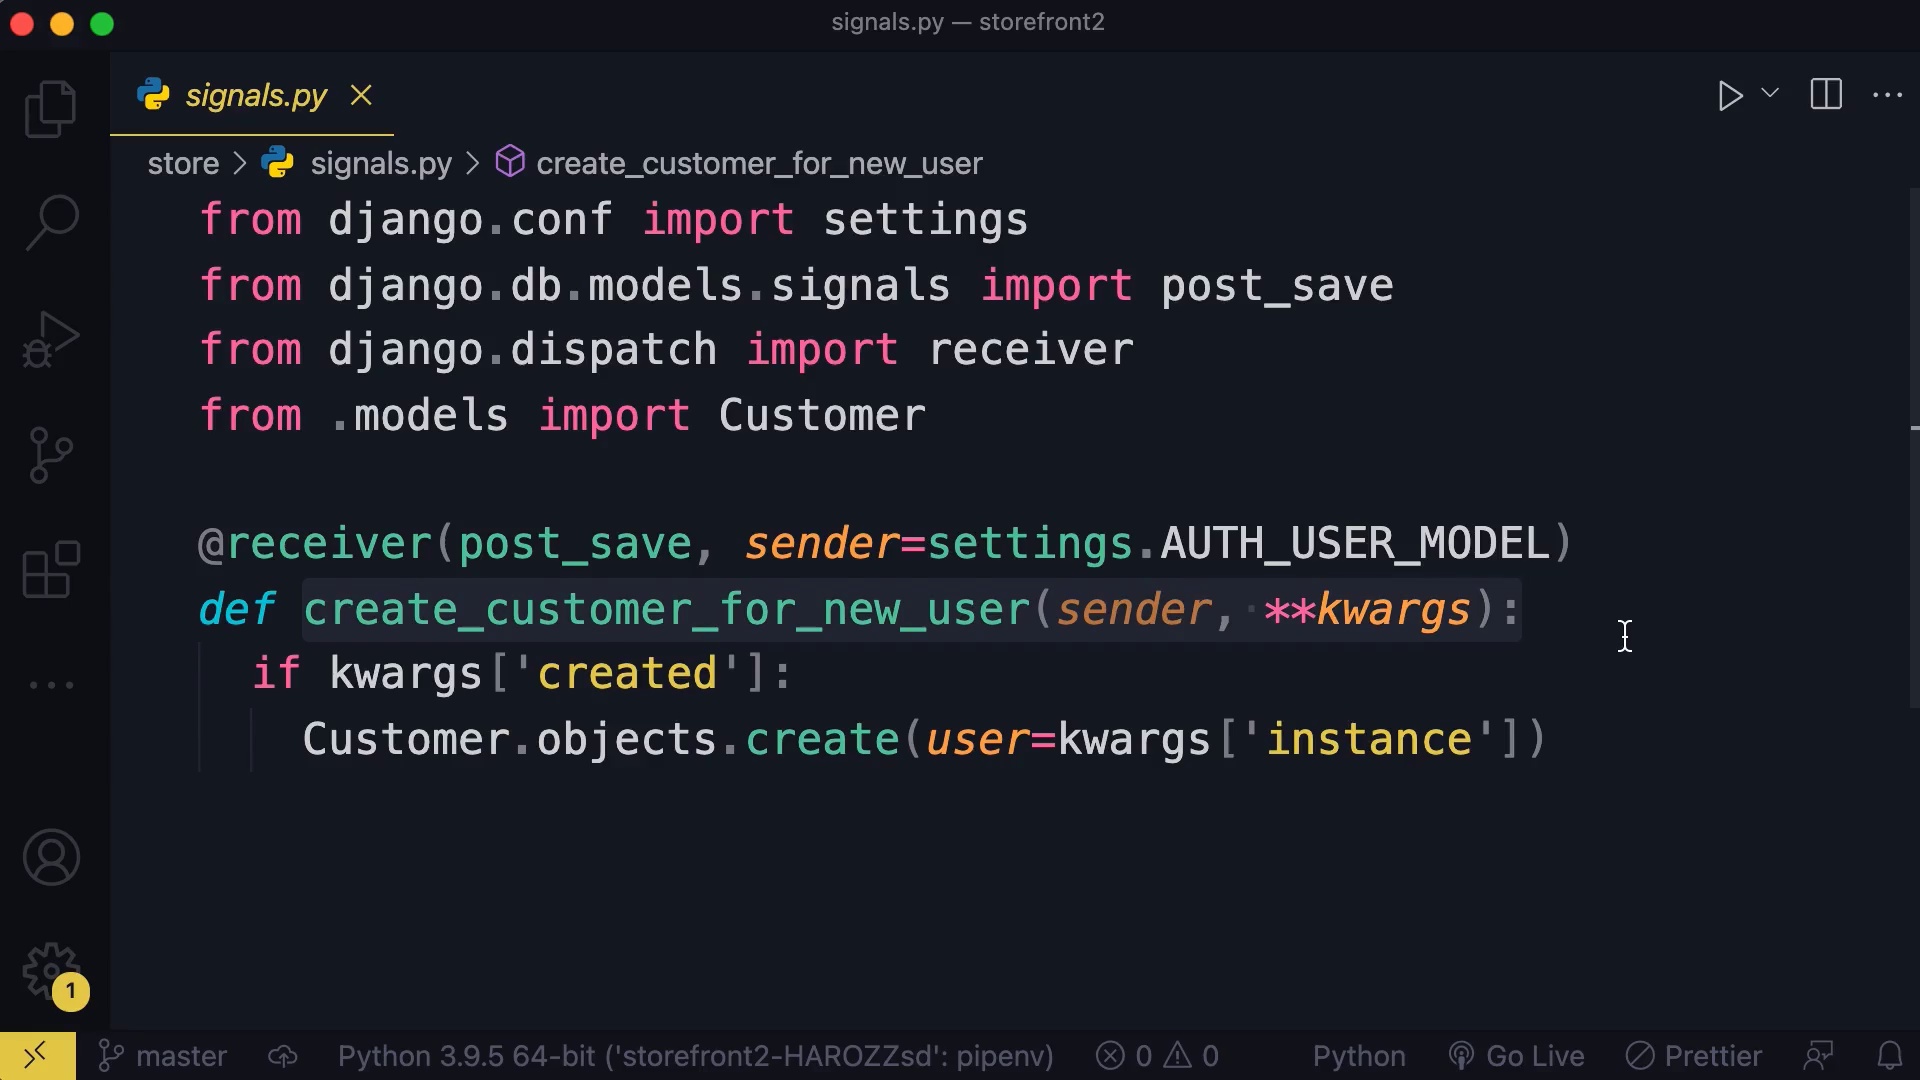 signals.py — storefront2
signals.py
store > signals.py > create_customer_for_new_user
from django.conf import settings
from django.db.models.signals import post_save
from django.dispatch import receiver
from .models import Customer
@receiver(post_save, sender=settings.AUTH_USER_MODEL)
def create_customer_for_new_user(sender, **kwargs):
if kwargs['created']:
Customer.objects.create(user=kwargs['instance'])
1
master Python 3.9.5 64-bit ('storefront2-HAROZZsd': pipenv) 0 0 Python Go Live Prettier